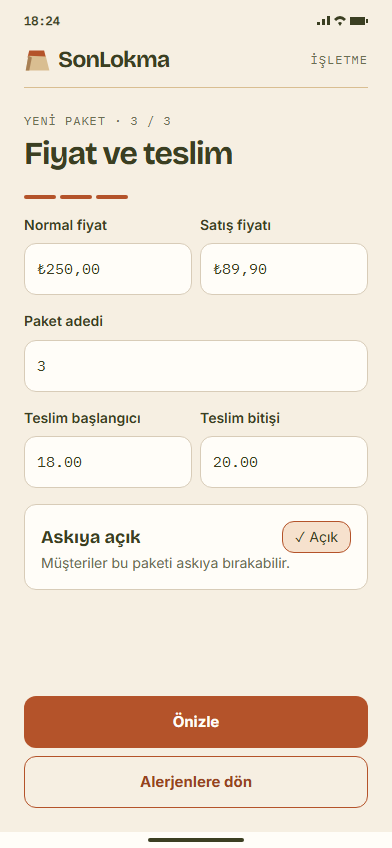 18:24
SonLokma
İŞLETME
YENİ PAKET · 3 / 3
Fiyat ve teslim
Normal fiyat
Satış fiyatı
₺250,00
₺89,90
Paket adedi
3
Teslim başlangıcı
Teslim bitişi
18.00
20.00
Askıya açık
✓ Açık
Müşteriler bu paketi askıya bırakabilir.
Önizle
Alerjenlere dön